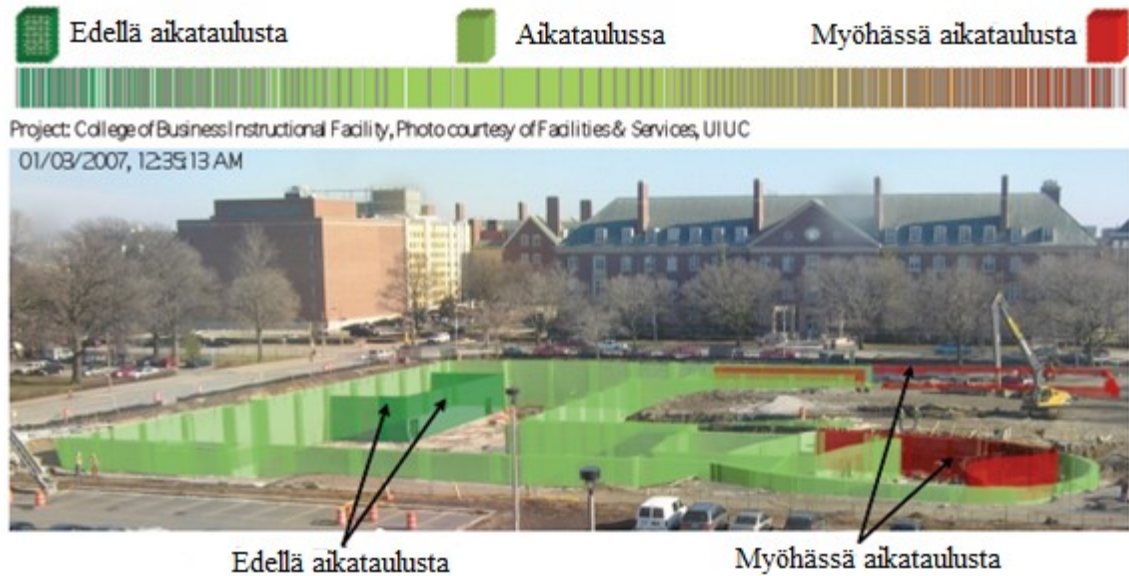 Edellä aikataulusta
Aikataulussa
Myöhässä aikataulusta
Project: College of Business Instructional Facility, Photo courtesy of Facilities & Services, UIUC
01/03/2007, 12:35:13 AM
Edellä aikataulusta
Myöhässä aikataulusta